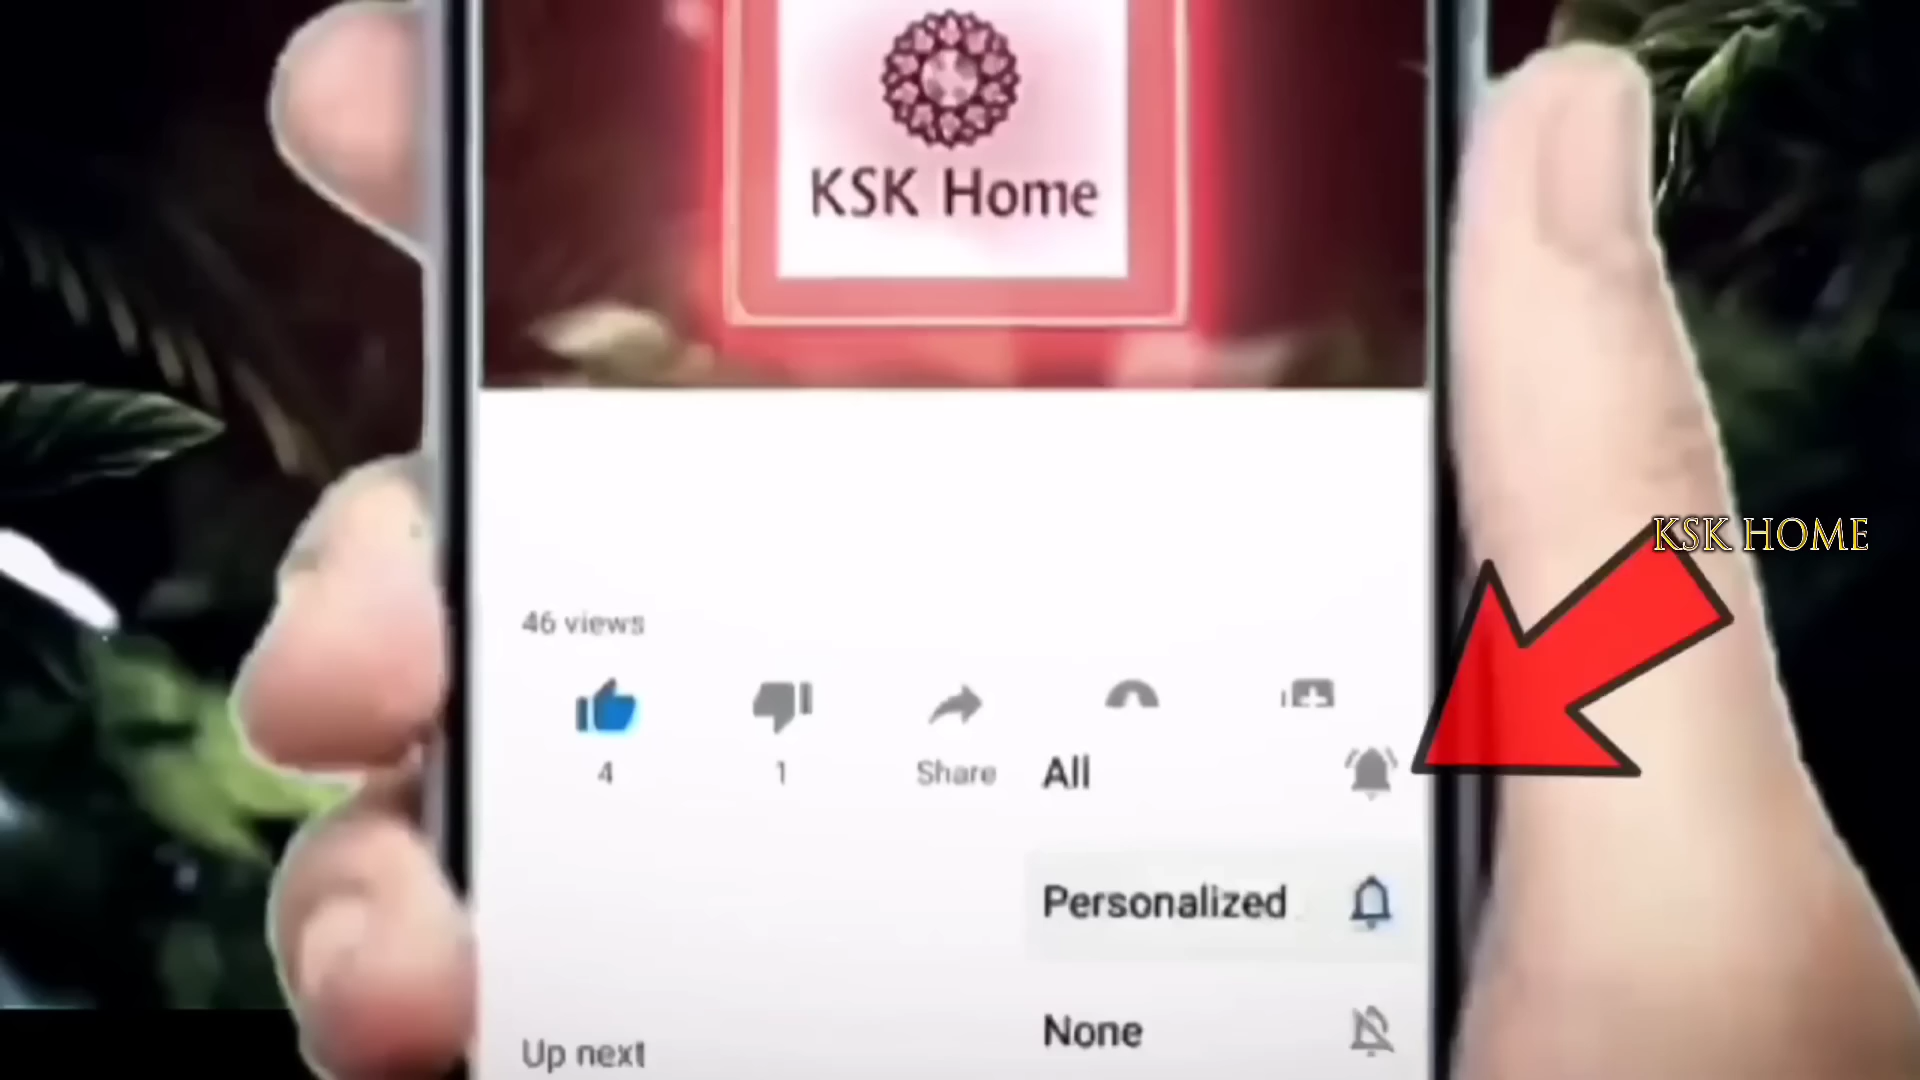 KSK Home
KSK HOME
46 views
4
1
Share
All
Personalized
None
Up next